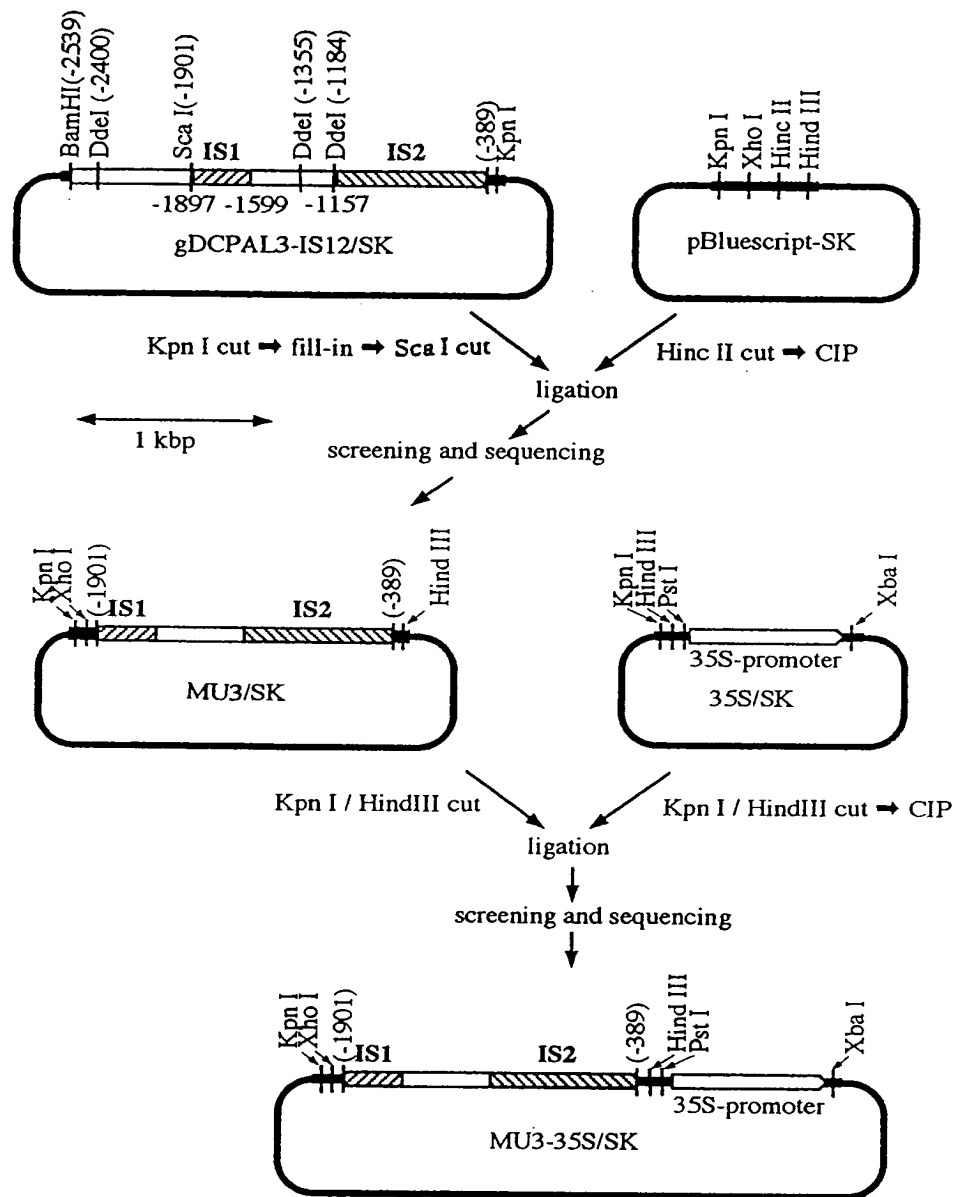 BamHI(-2539)
DdeI (-2400)
Sca I(-1901)
IS1
DdeI (-1355)
DdeI (-1184)
IS2
(-389)
Kpn I
-1897 -1599 -1157
gDCPAL3-IS12/SK
Kpn I
Xho I
Hinc II
Hind III
pBluescript-SK
Kpn I cut → fill-in → Sca I cut
Hinc II cut → CIP
ligation
1 kbp
screening and sequencing
Kpn I
Xho I
(-1901)
IS1
IS2
(-389)
Hind III
MU3/SK
Kpn I
Hind III
Pst I
Xba I
35S-promoter
35S/SK
Kpn I / HindIII cut
Kpn I / HindIII cut → CIP
ligation
screening and sequencing
Kpn I
Xho I
(-1901)
IS1
IS2
(-389)
Hind III
Pst I
Xba I
35S-promoter
MU3-35S/SK